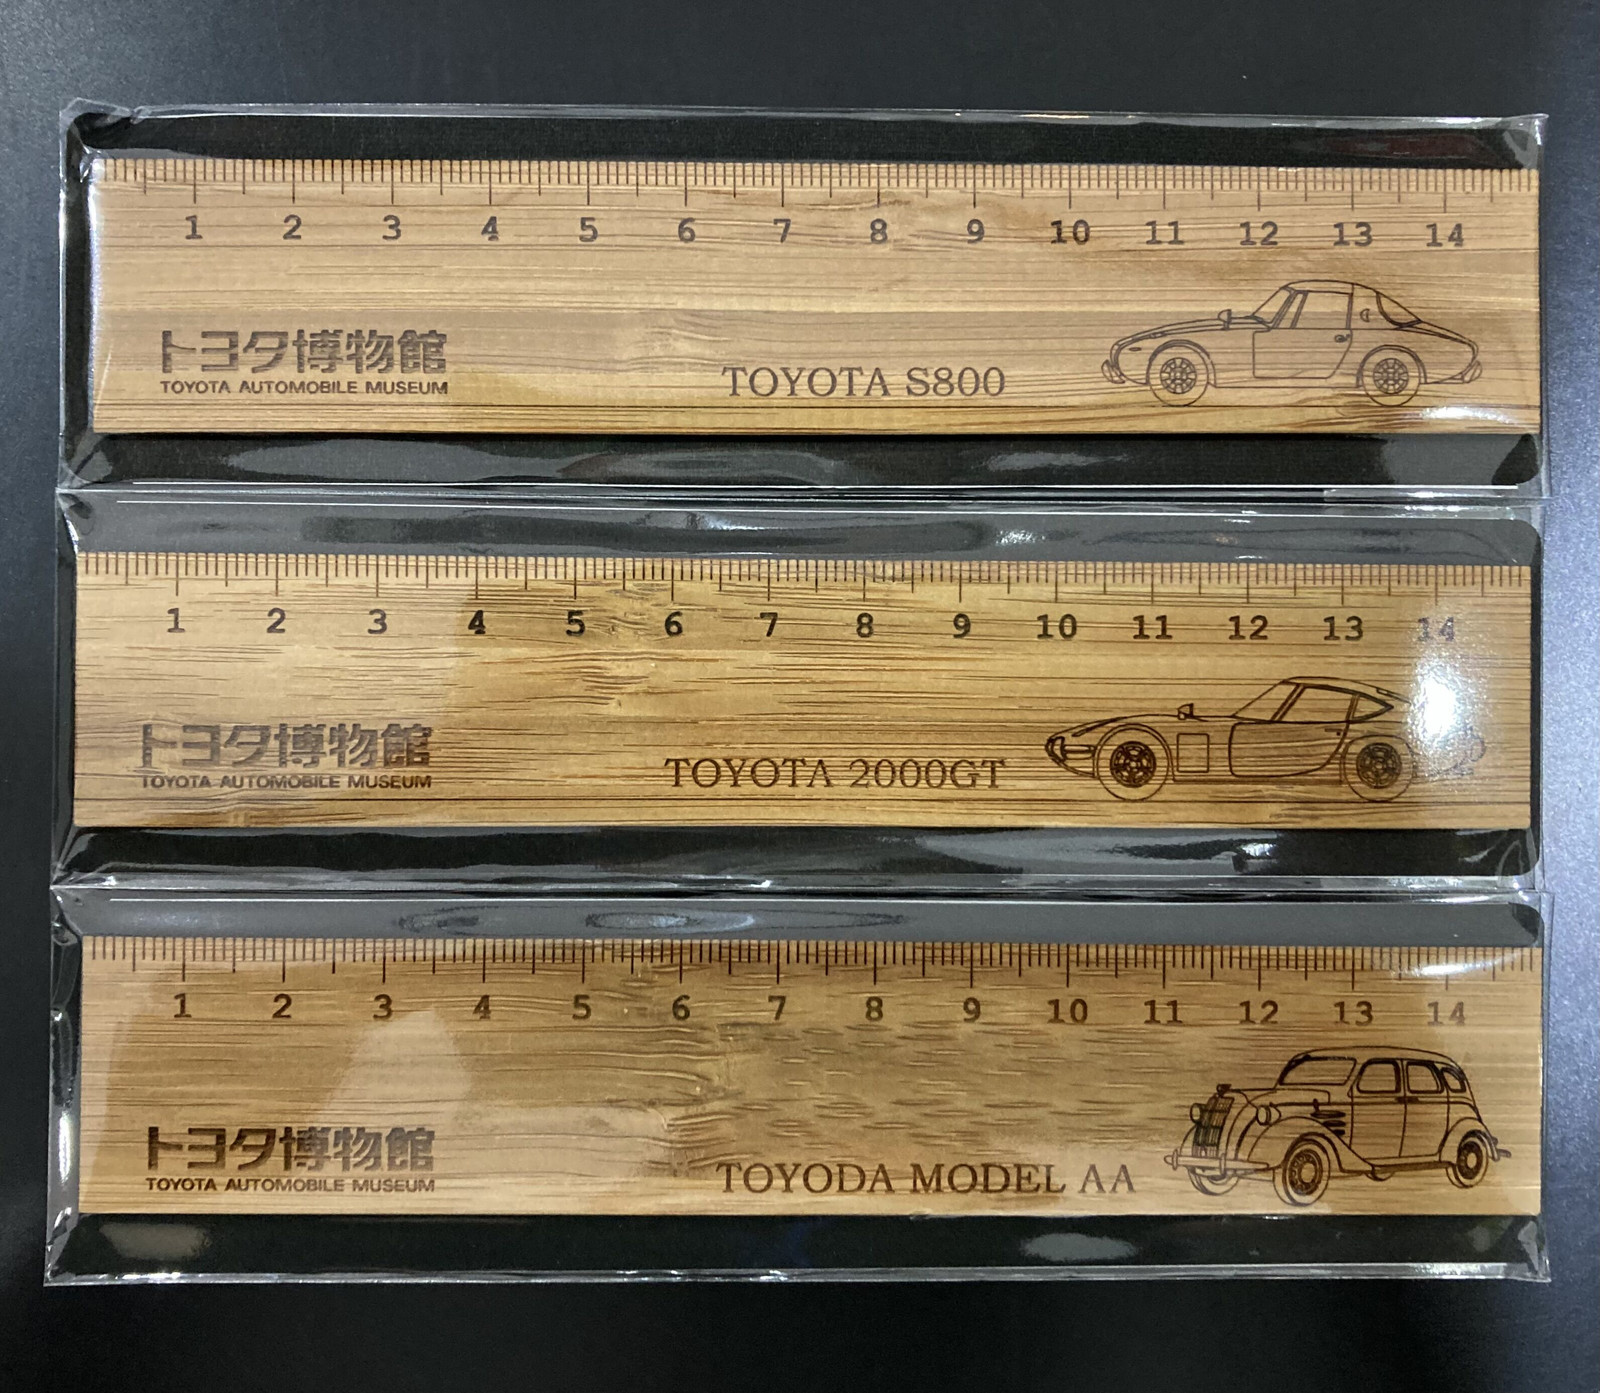 1 2 3 4 5 6 7 8 9 10 11 12 13 14
トヨタ博物館
TOYOTA AUTOMOBILE MUSEUM
TOYOTA S800
1 2 3 4 5 6 7 8 9 10 11 12 13 14
トヨタ博物館
TOYOTA AUTOMOBILE MUSEUM
TOYOTA 2000GT
1 2 3 4 5 6 7 8 9 10 11 12 13 14
トヨタ博物館
TOYOTA AUTOMOBILE MUSEUM
TOYODA MODEL AA